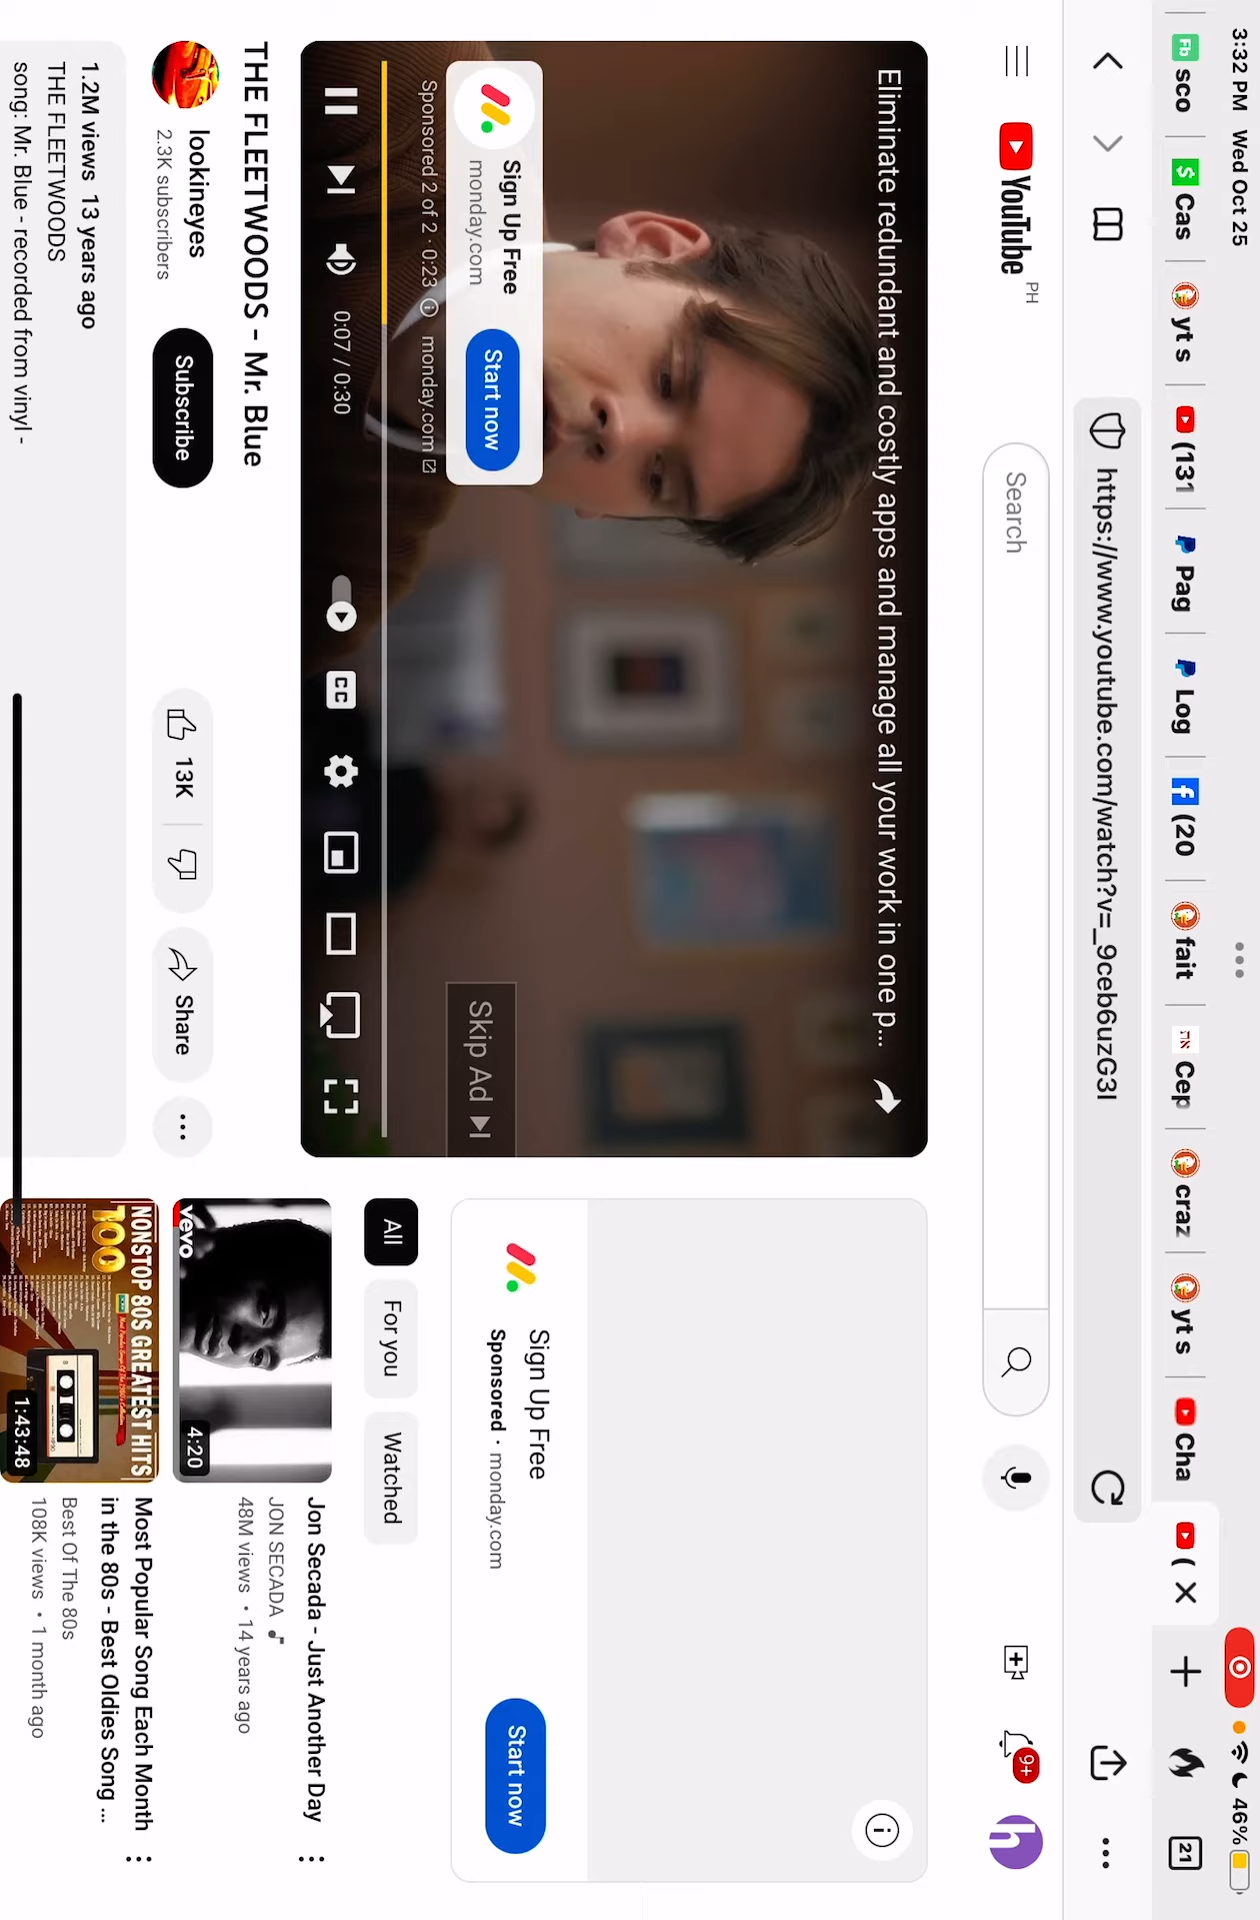 3:32 PM Wed Oct 25
46%
sco
Cas
yt s
(131
Pag
Log
(20
fait
Cep
craz
yt s
Cha
(
21
https://www.youtube.com/watch?v=_9ceb6uzG3I
YouTube PH
Search
9+
Eliminate redundant and costly apps and manage all your work in one p...
Sign Up Free
monday.com
Start now
Sponsored 2 of 2 · 0:23 monday.com
Skip Ad
0:07 / 0:30
CC
THE FLEETWOODS - Mr. Blue
lookineyes
2.3K subscribers
Subscribe
13K
Share
1.2M views 13 years ago
THE FLEETWOODS
song: Mr. Blue - recorded from vinyl -
Sign Up Free
Sponsored · monday.com
Start now
All
For you
Watched
vevo
4:20
Jon Secada - Just Another Day
JON SECADA
48M views • 14 years ago
NONSTOP 80S GREATEST HITS
100
1:43:48
Most Popular Song Each Month
in the 80s - Best Oldies Song ...
Best Of The 80s
108K views • 1 month ago